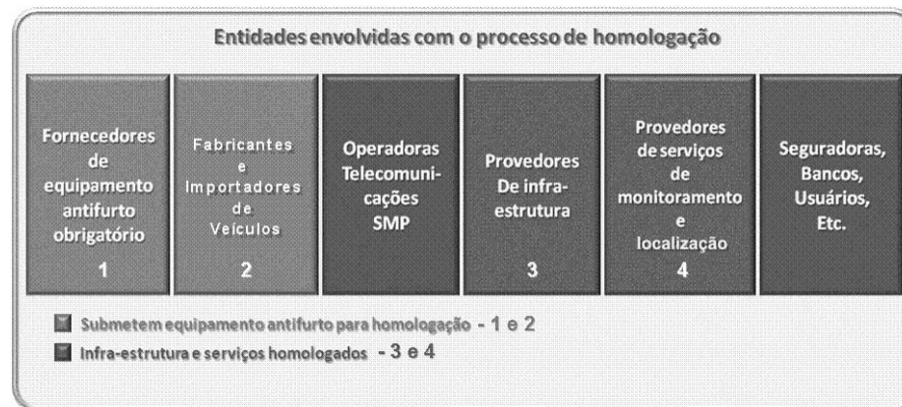 Entidades envolvidas com o processo de homologação
Fornecedores
de
equipamento
antifurto
obrigatório
1
Fabricantes
e
Importadores
de
Veículos
2
Operadoras
Telecomuni-
cações
SMP
Provedores
De infra-
estrutura
3
Provedores
de serviços
de
monitoramento
e
localização
4
Seguradoras,
Bancos,
Usuários,
Etc.
Submetem equipamento antifurto para homologação - 1 e 2
Infra-estrutura e serviços homologados - 3 e 4